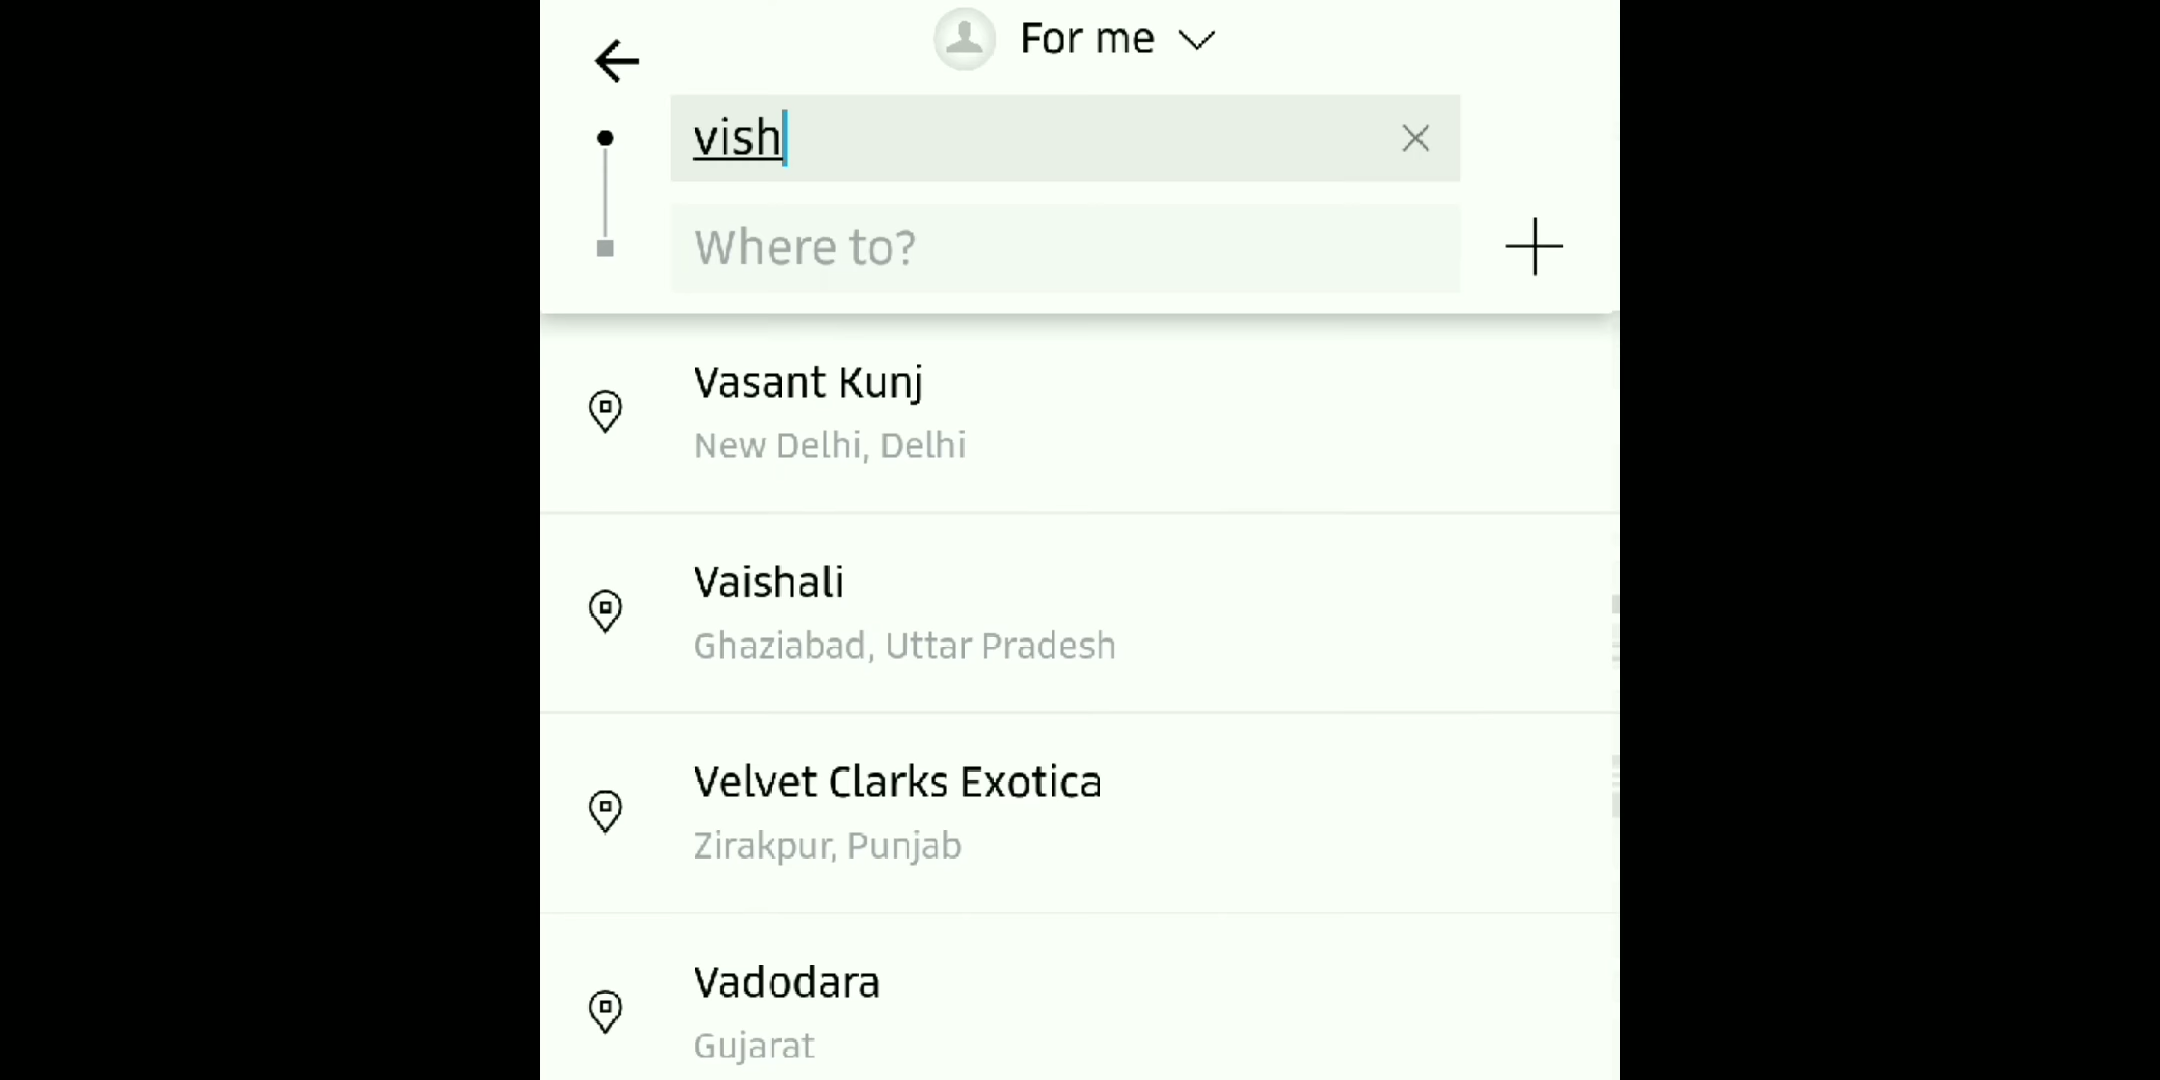 For me
vish
Where to?
Vasant Kunj
New Delhi, Delhi
Vaishali
Ghaziabad, Uttar Pradesh
Velvet Clarks Exotica
Zirakpur, Punjab
Vadodara
Gujarat